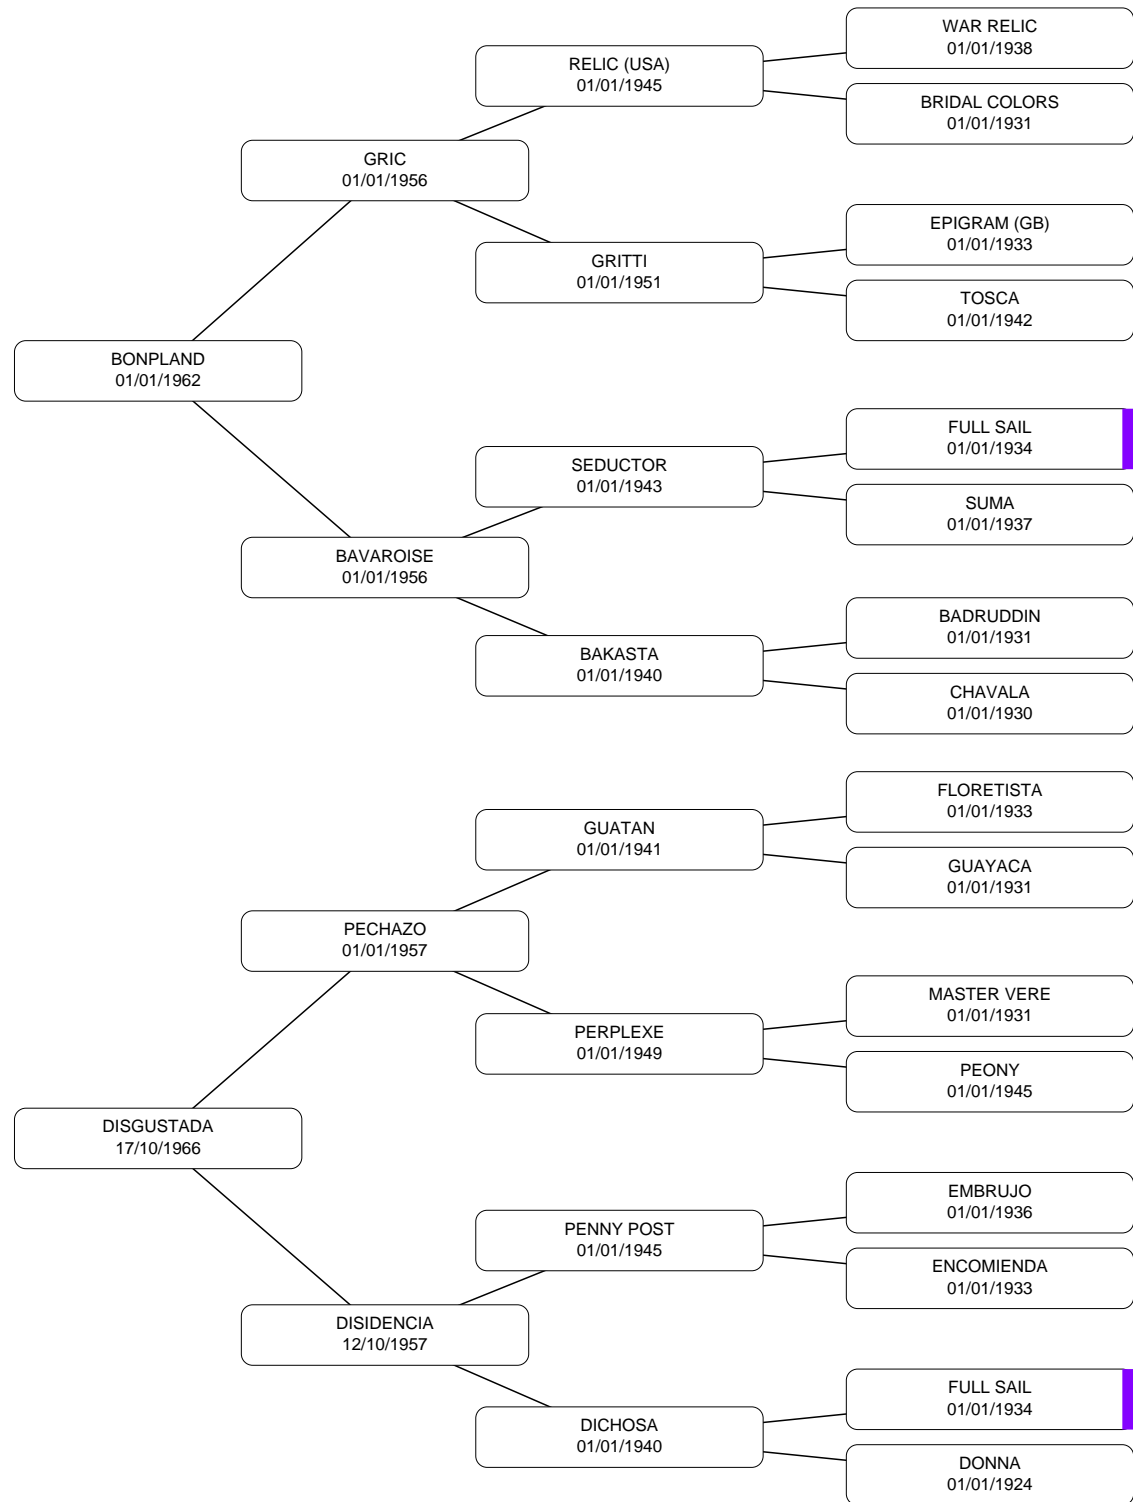 WAR RELIC
01/01/1938
RELIC (USA)
01/01/1945
BRIDAL COLORS
01/01/1931
GRIC
01/01/1956
EPIGRAM (GB)
01/01/1933
GRITTI
01/01/1951
TOSCA
01/01/1942
BONPLAND
01/01/1962
FULL SAIL
01/01/1934
SEDUCTOR
01/01/1943
SUMA
01/01/1937
BAVAROISE
01/01/1956
BADRUDDIN
01/01/1931
BAKASTA
01/01/1940
CHAVALA
01/01/1930
FLORETISTA
01/01/1933
GUATAN
01/01/1941
GUAYACA
01/01/1931
PECHAZO
01/01/1957
MASTER VERE
01/01/1931
PERPLEXE
01/01/1949
PEONY
01/01/1945
DISGUSTADA
17/10/1966
EMBRUJO
01/01/1936
PENNY POST
01/01/1945
ENCOMIENDA
01/01/1933
DISIDENCIA
12/10/1957
FULL SAIL
01/01/1934
DICHOSA
01/01/1940
DONNA
01/01/1924